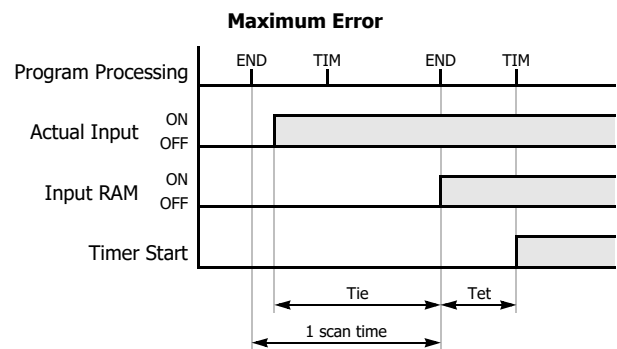 Maximum Error
END TIM END TIM
Program Processing
Actual Input ON
OFF
Input RAM ON
OFF
Timer Start
Tie Tet
1 scan time